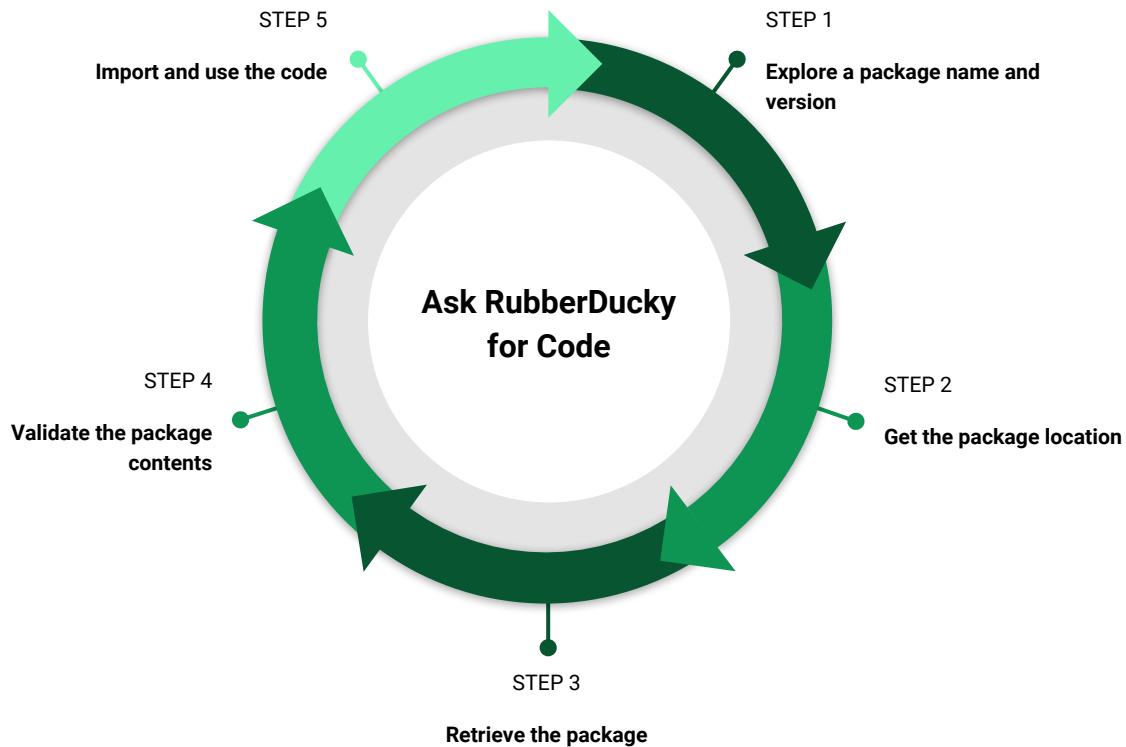 STEP 1
Explore a package name and
version
STEP 2
Get the package location
STEP 3
Retrieve the package
STEP 4
Validate the package
contents
STEP 5
Import and use the code
Ask RubberDucky
for Code